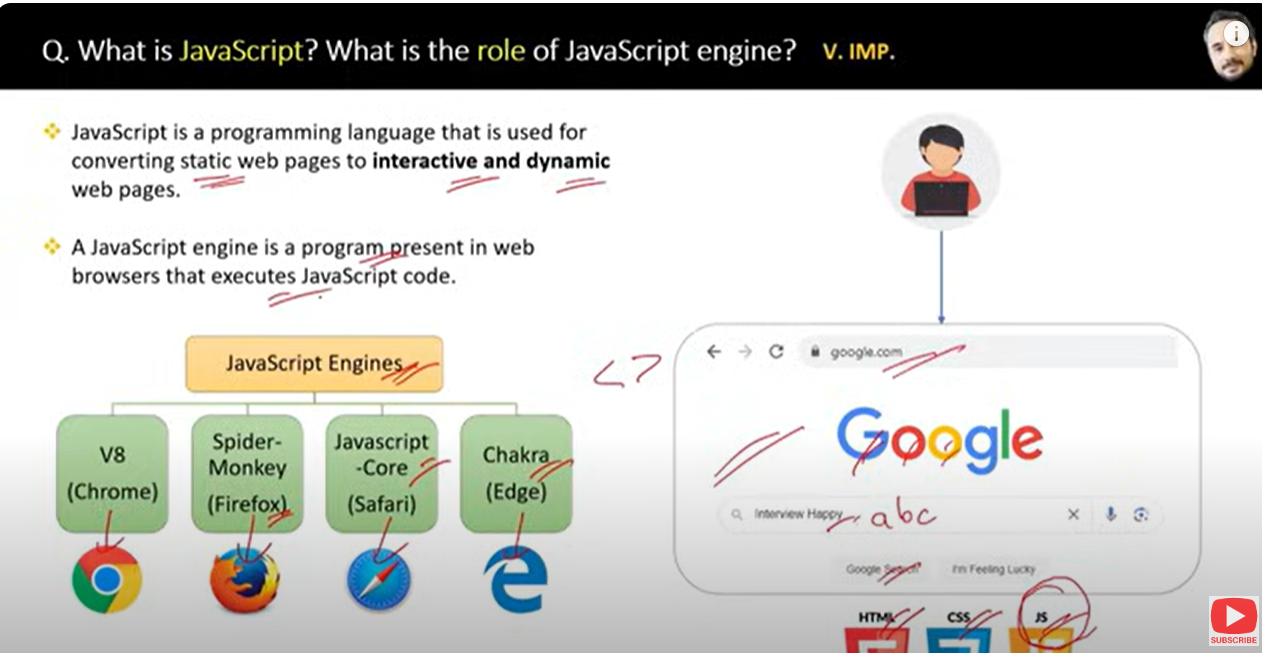 Q. What is JavaScript? What is the role of JavaScript engine? V. IMP.
i
❖ JavaScript is a programming language that is used for
converting static web pages to interactive and dynamic
web pages.
❖ A JavaScript engine is a program present in web
browsers that executes JavaScript code.
JavaScript Engines
V8
(Chrome)
Spider-
Monkey
(Firefox)
Javascript
-Core
(Safari)
Chakra
(Edge)
< >
google.com
Google
Interview Happy abc
Google Search I'm Feeling Lucky
HTML CSS JS
SUBSCRIBE